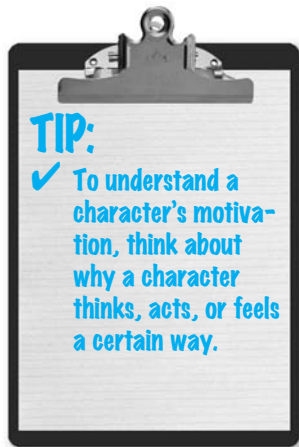 TIP:
✔ To understand a
character's motiva-
tion, think about
why a character
thinks, acts, or feels
a certain way.